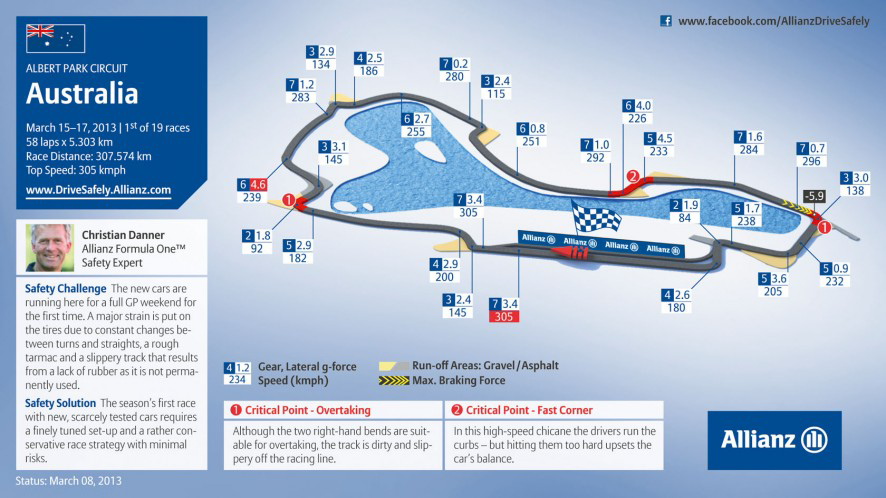 www.facebook.com/AllianzDriveSafely
ALBERT PARK CIRCUIT
Australia
March 15–17, 2013 | 1st of 19 races
58 laps x 5.303 km
Race Distance: 307.574 km
Top Speed: 305 kmph
www.DriveSafely.Allianz.com
Christian Danner
Allianz Formula One™
Safety Expert
Safety Challenge The new cars are
running here for a full GP weekend for
the first time. A major strain is put on
the tires due to constant changes be-
tween turns and straights, a rough
tarmac and a slippery track that results
from a lack of rubber as it is not perma-
nently used.
Safety Solution The season's first race
with new, scarcely tested cars requires
a finely tuned set-up and a rather con-
servative race strategy with minimal
risks.
Status: March 08, 2013
3 2.9
134
4 2.5
186
7 0.2
280
7 1.2
283
3 2.4
115
6 4.0
226
6 2.7
255
6 0.8
251
7 1.0
292
5 4.5
233
7 1.6
284
7 0.7
296
3 3.1
145
2
3 3.0
138
6 4.6
239
1
7 3.4
305
2 1.9
84
5 1.7
238
-5.9
1
2 1.8
92
5 2.9
182
Allianz Allianz Allianz Allianz
4 2.9
200
5 3.6
205
5 0.9
232
3 2.4
145
7 3.4
305
4 2.6
180
4 1.2
234
Gear, Lateral g-force
Speed (kmph)
Run-off Areas: Gravel/Asphalt
Max. Braking Force
1 Critical Point - Overtaking
Although the two right-hand bends are suit-
able for overtaking, the track is dirty and slip-
pery off the racing line.
2 Critical Point - Fast Corner
In this high-speed chicane the drivers run the
curbs – but hitting them too hard upsets the
car's balance.
Allianz